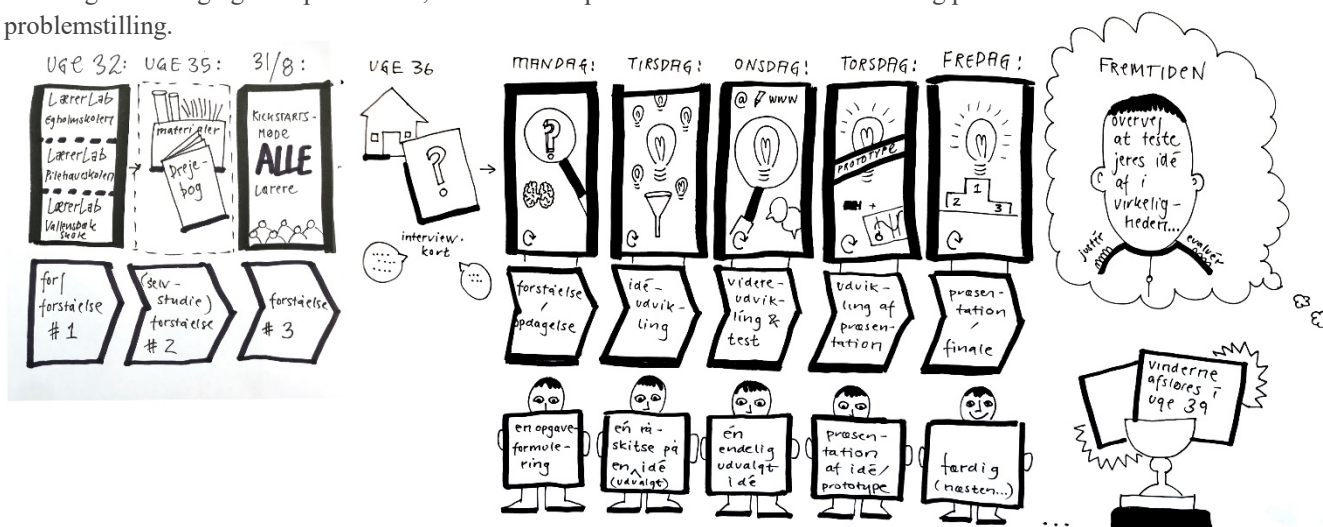 problemstilling.
UGE 32:
UGE 35:
31/8:
UGE 36
MANDAG:
TIRSDAG:
ONSDAG:
TORSDAG:
FREDAG:
FREMTIDEN
LærerLab
Egholmskolen
LærerLab
Pilehaveskolen
LærerLab
Vallensbæk
skole
materialer
Dreje-
bog
KICKSTARTS-
MØDE
ALLE
Lærere
?
interview-
kort
?
@ WWW
PROTOTYPE
+
1
2
3
overvej
at teste
jeres idé
af i
virkelig-
heden...
justér
evaluér
for/
forståelse
#1
(selv-
studie)
forståelse
#2
forståelse
#3
forståelse
/
opdagelse
idé-
udvik-
ling
videre-
udvik-
ling &
test
udvik-
ling af
præsen-
tation
præsen-
tation
/
finale
en opgave-
formule-
ring
én rå-
skitse på
en idé
(udvalgt)
én
endelig
udvalgt
idé
præsen-
tation
af idé/
prototype
færdig
(næsten...)
...
vinderne
afsløres i
uge 39